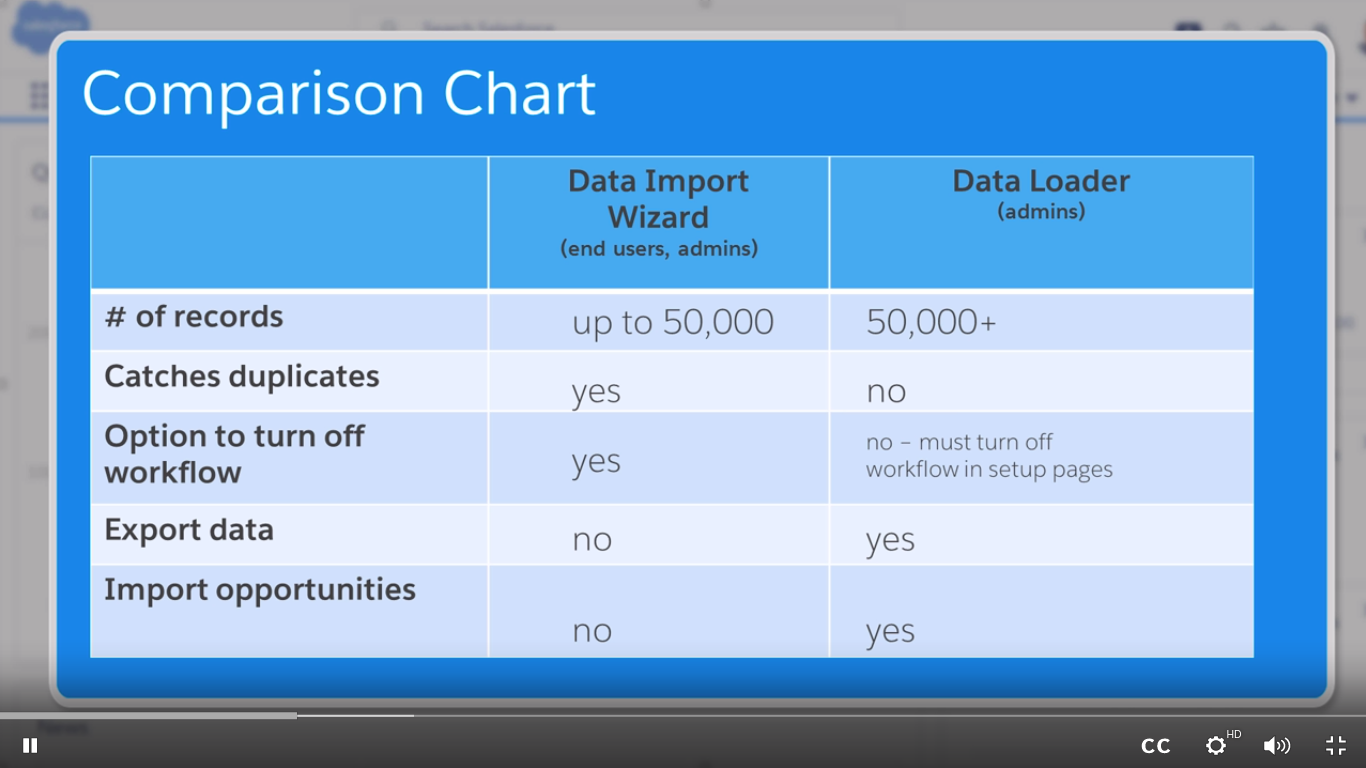 Comparison Chart
Data Import
Wizard
(end users, admins)
Data Loader
(admins)
# of records
up to 50,000
50,000+
Catches duplicates
yes
no
Option to turn off
workflow
yes
no – must turn off
workflow in setup pages
Export data
no
yes
Import opportunities
no
yes
CC
HD